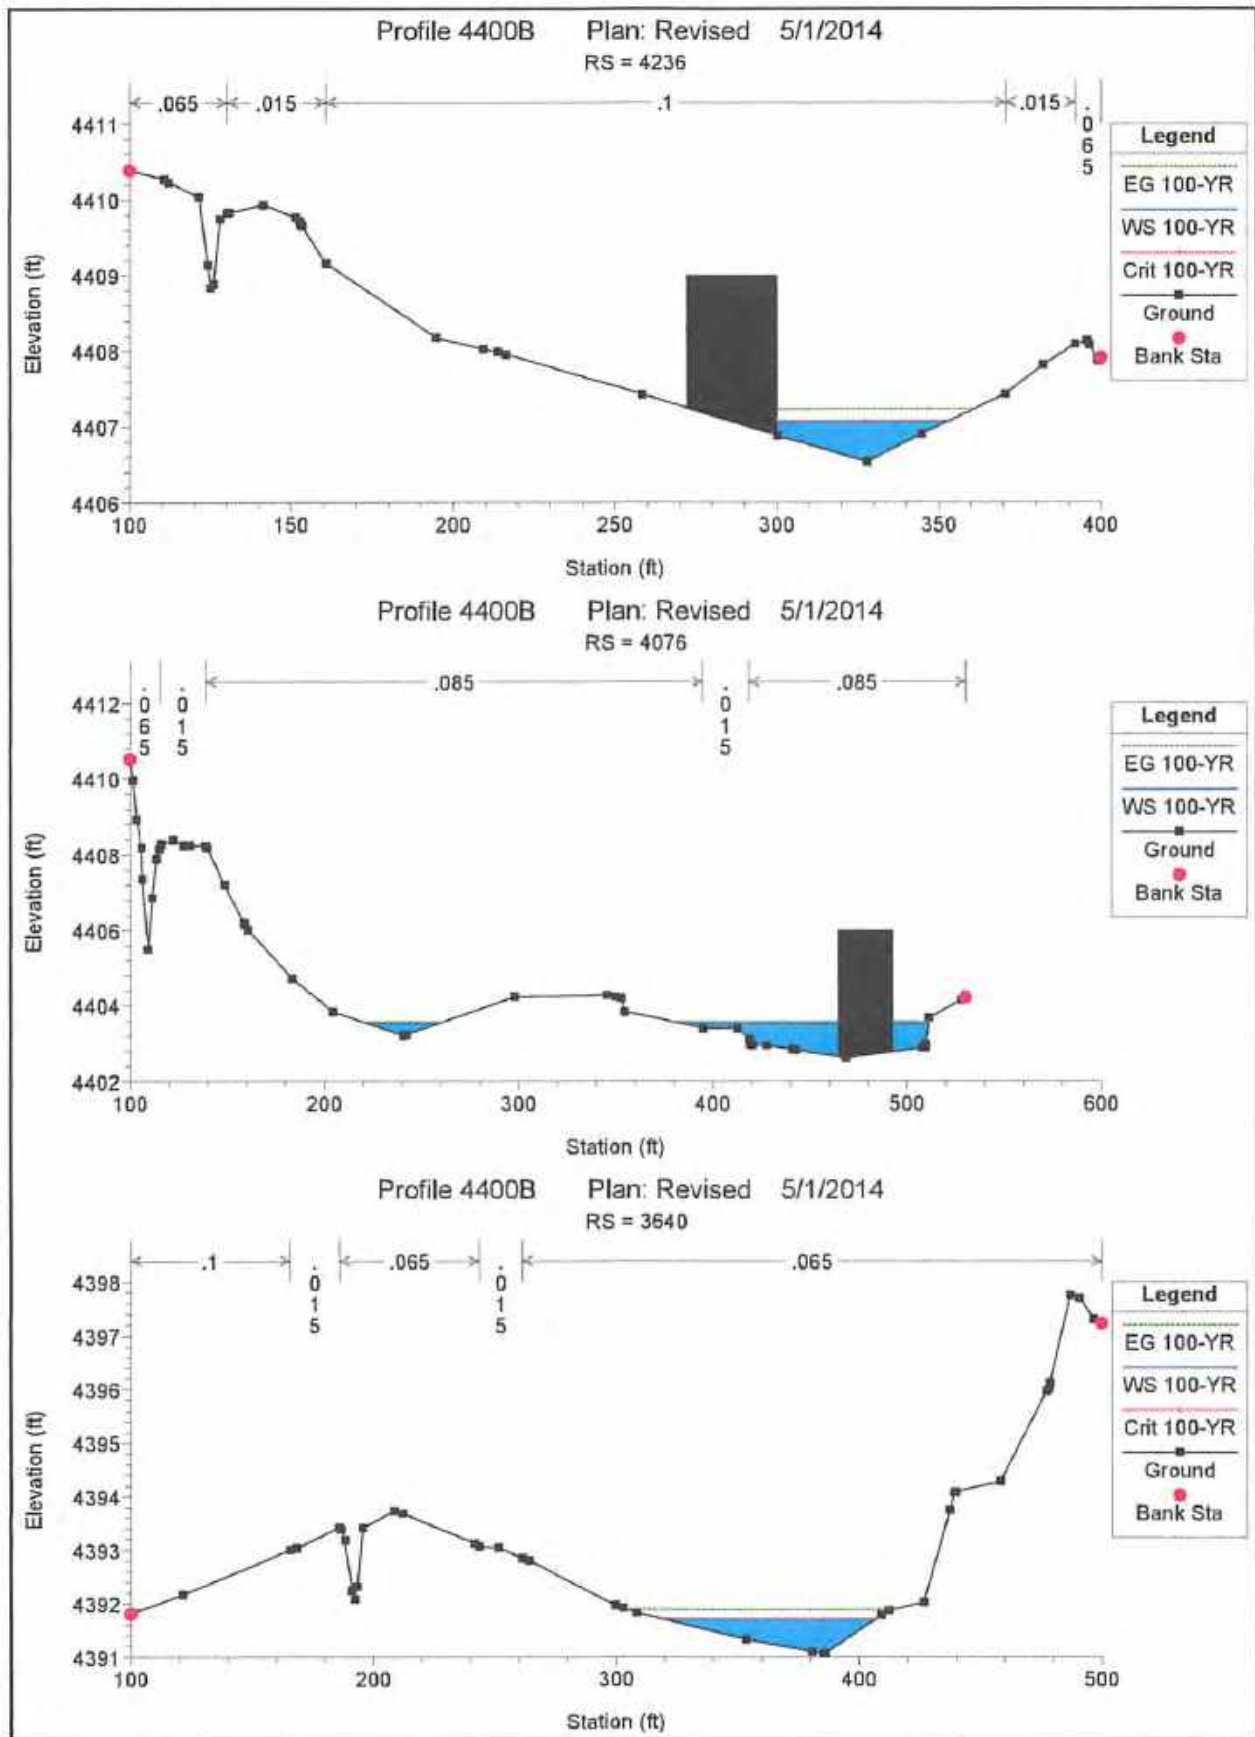 Profile 4400B Plan: Revised 5/1/2014
RS = 4236
.065 .015 .1 .015 .065
4411
4410
4409
4408
4407
4406
Elevation (ft)
100 150 200 250 300 350 400
Station (ft)
Legend
EG 100-YR
WS 100-YR
Crit 100-YR
Ground
Bank Sta
Profile 4400B Plan: Revised 5/1/2014
RS = 4076
.065 .015 .085 .015 .085
4412
4410
4408
4406
4404
4402
Elevation (ft)
100 200 300 400 500 600
Station (ft)
Legend
EG 100-YR
WS 100-YR
Ground
Bank Sta
Profile 4400B Plan: Revised 5/1/2014
RS = 3640
.1 .015 .065 .015 .065
4398
4397
4396
4395
4394
4393
4392
4391
Elevation (ft)
100 200 300 400 500
Station (ft)
Legend
EG 100-YR
WS 100-YR
Crit 100-YR
Ground
Bank Sta